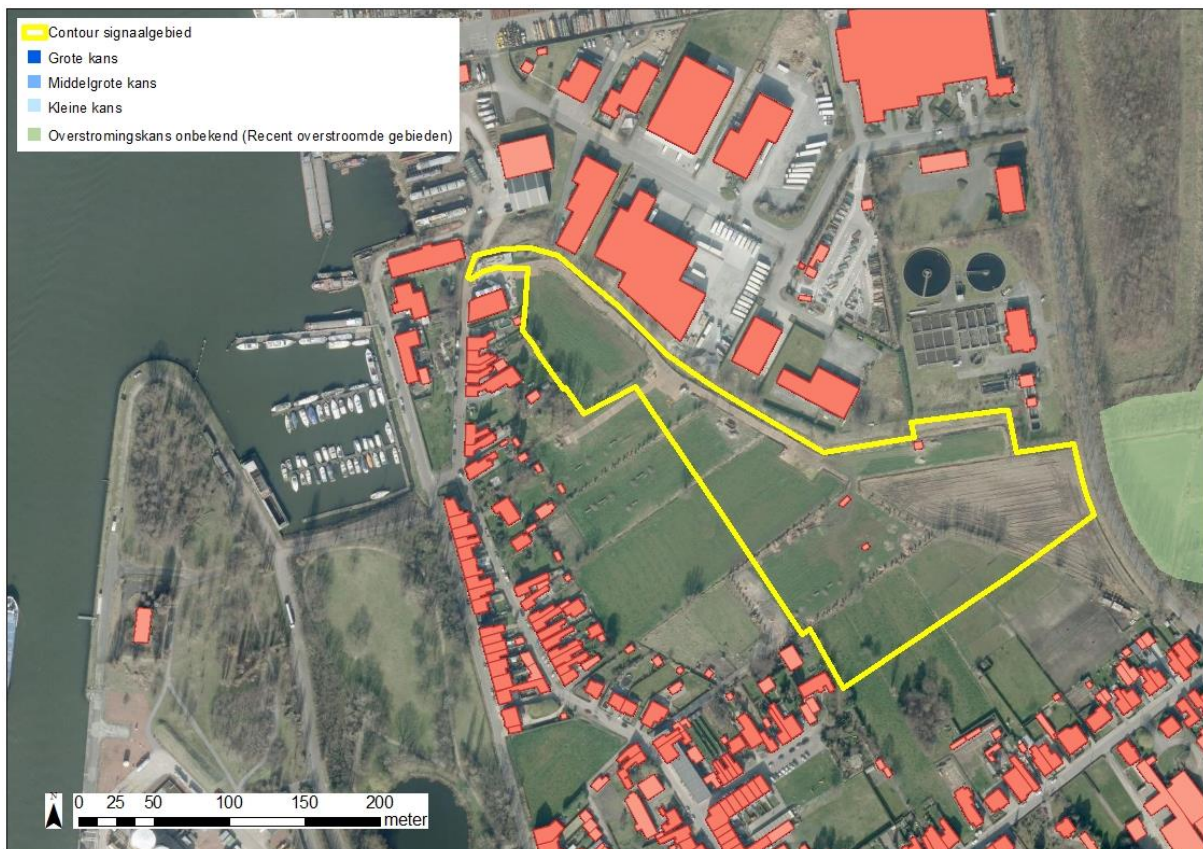 Contour signaalgebied
Grote kans
Middelgrote kans
Kleine kans
Overstromingskans onbekend (Recent overstroomde gebieden)
0 25 50 100 150 200
meter